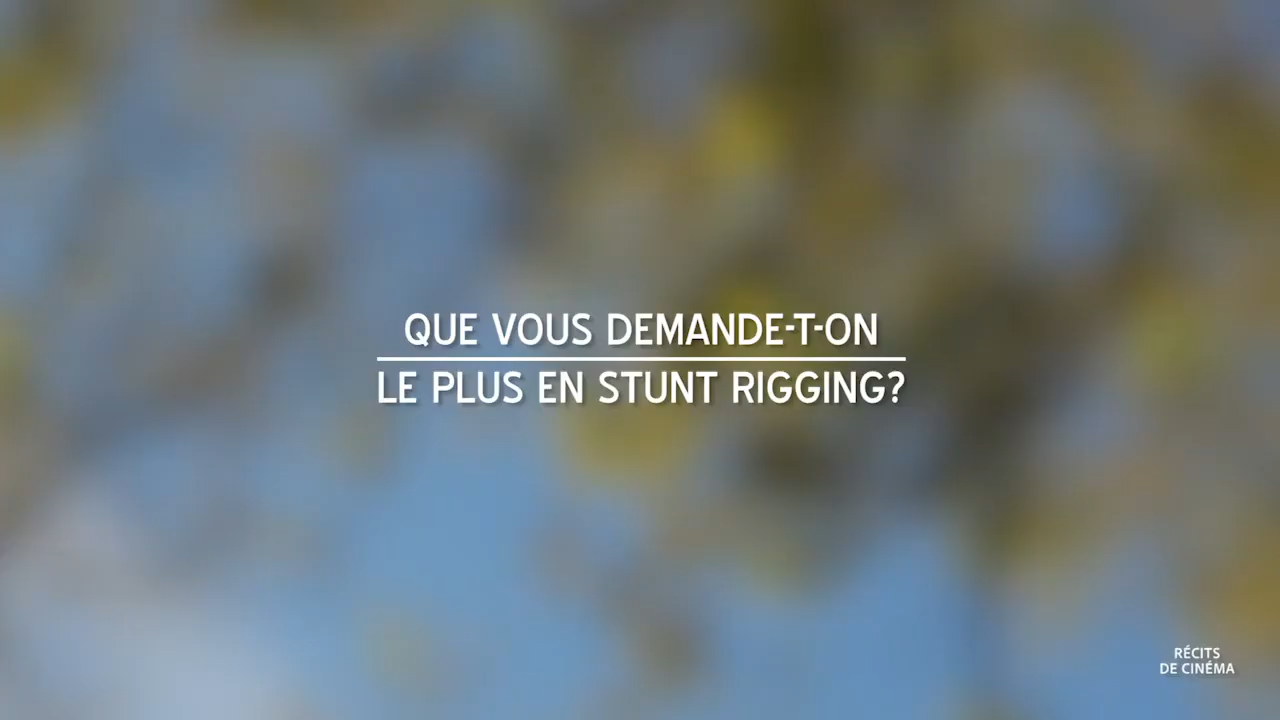 QUE VOUS DEMANDE-T-ON
LE PLUS EN STUNT RIGGING?
RÉCITS
DE CINÉMA